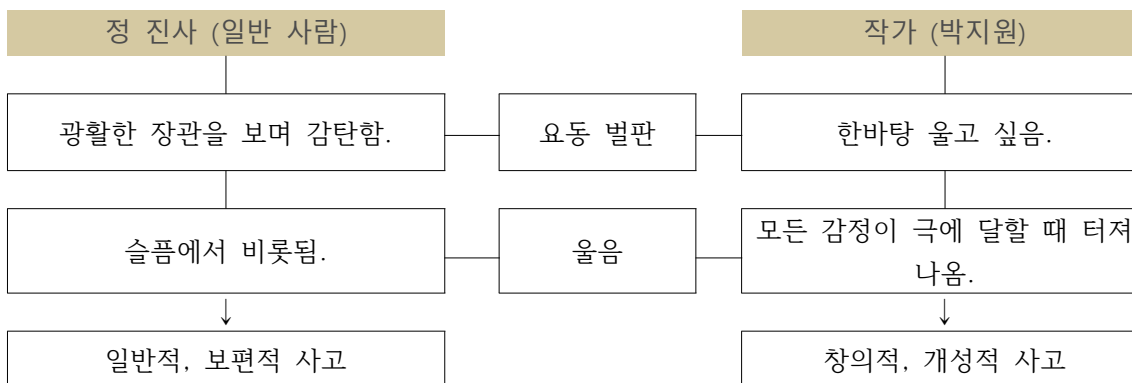 정 진사 (일반 사람)
작가 (박지원)
광활한 장관을 보며 감탄함.
요동 벌판
한바탕 울고 싶음.
슬픔에서 비롯됨.
울음
모든 감정이 극에 달할 때 터져
나옴.
일반적, 보편적 사고
창의적, 개성적 사고